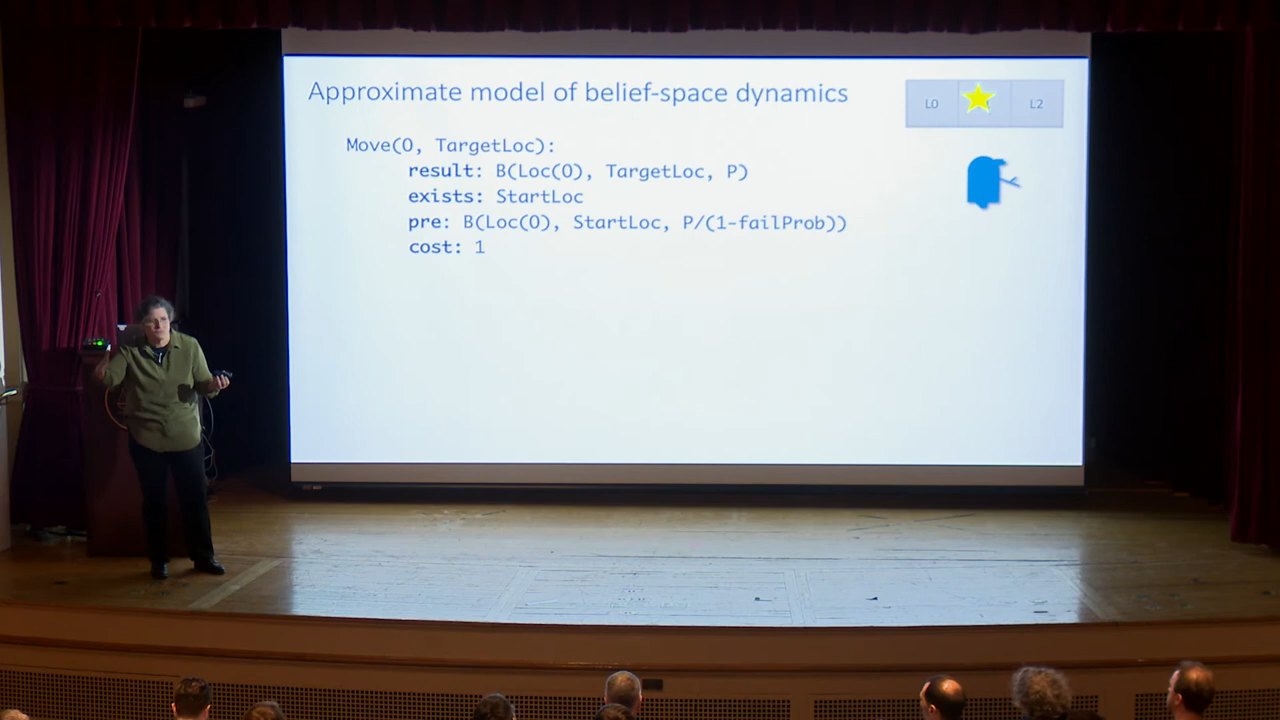 Approximate model of belief-space dynamics
L0
L2
Move(O, TargetLoc):
result: B(Loc(O), TargetLoc, P)
exists: StartLoc
pre: B(Loc(O), StartLoc, P/(1-failProb))
cost: 1